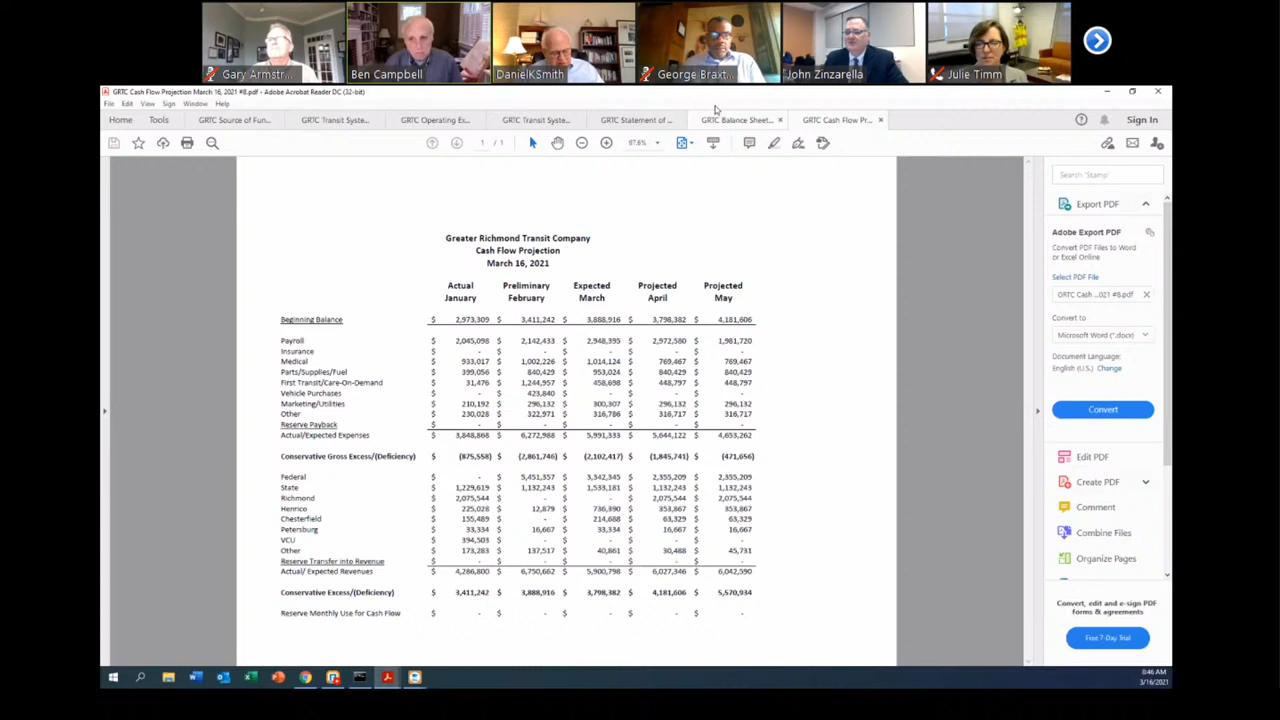 Gary Armstr...
Ben Campbell
DanielKSmith
George Braxt...
John Zinzarella
Julie Timm
GRTC Cash Flow Projection March 16, 2021 #8.pdf - Adobe Acrobat Reader DC (32-bit)
File Edit View Sign Window Help
Home Tools GRTC Source of Fun... GRTC Transit Syste... GRTC Operating Ex... GRTC Transit Syste... GRTC Statement of ... GRTC Balance Sheet... × GRTC Cash Flow Pr... × Sign In
1 / 1 87.6%
Search 'Stamp'
Export PDF
Adobe Export PDF
Convert PDF Files to Word
or Excel Online
Select PDF File
GRTC Cash ...021 #8.pdf ×
Convert to
Microsoft Word (*.docx)
Document Language:
English (U.S.) Change
Convert
Edit PDF
Create PDF
Comment
Combine Files
Organize Pages
Convert, edit and e-sign PDF
forms & agreements
Free 7-Day Trial
Greater Richmond Transit Company
Cash Flow Projection
March 16, 2021
Actual Preliminary Expected Projected Projected
January February March April May
Beginning Balance $ 2,973,309 $ 3,411,242 $ 3,888,916 $ 3,798,382 $ 4,181,606
Payroll $ 2,045,098 $ 2,142,433 $ 2,948,395 $ 2,972,580 $ 1,981,720
Insurance $ - $ - $ - $ - $ -
Medical $ 933,017 $ 1,002,226 $ 1,014,124 $ 769,467 $ 769,467
Parts/Supplies/Fuel $ 399,056 $ 840,429 $ 953,024 $ 840,429 $ 840,429
First Transit/Care-On-Demand $ 31,476 $ 1,244,957 $ 458,698 $ 448,797 $ 448,797
Vehicle Purchases $ - $ 423,840 $ - $ - $ -
Marketing/Utilities $ 210,192 $ 296,132 $ 300,307 $ 296,132 $ 296,132
Other $ 230,028 $ 322,971 $ 316,786 $ 316,717 $ 316,717
Reserve Payback $ - $ - $ - $ - $ -
Actual/Expected Expenses $ 3,848,868 $ 6,272,988 $ 5,991,333 $ 5,644,122 $ 4,653,262
Conservative Gross Excess/(Deficiency) $ (875,558) $ (2,861,746) $ (2,102,417) $ (1,845,741) $ (471,656)
Federal $ - $ 5,451,357 $ 3,342,345 $ 2,355,209 $ 2,355,209
State $ 1,229,619 $ 1,132,243 $ 1,533,181 $ 1,132,243 $ 1,132,243
Richmond $ 2,075,544 $ - $ - $ 2,075,544 $ 2,075,544
Henrico $ 225,028 $ 12,879 $ 736,390 $ 353,867 $ 353,867
Chesterfield $ 155,489 $ - $ 214,688 $ 63,329 $ 63,329
Petersburg $ 33,334 $ 16,667 $ 33,334 $ 16,667 $ 16,667
VCU $ 394,503 $ - $ - $ - $ -
Other $ 173,283 $ 137,517 $ 40,861 $ 30,488 $ 45,731
Reserve Transfer into Revenue $ - $ - $ - $ - $ -
Actual/ Expected Revenues $ 4,286,800 $ 6,750,662 $ 5,900,798 $ 6,027,346 $ 6,042,590
Conservative Excess/(Deficiency) $ 3,411,242 $ 3,888,916 $ 3,798,382 $ 4,181,606 $ 5,570,934
Reserve Monthly Use for Cash Flow $ - $ - $ - $ - $ -
8:46 AM
3/16/2021